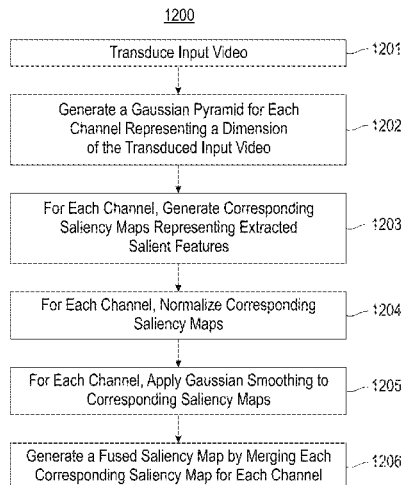 1200
Transduce Input Video
1201
Generate a Gaussian Pyramid for Each
Channel Representing a Dimension
of the Transduced Input Video
1202
For Each Channel, Generate Corresponding
Saliency Maps Representing Extracted
Salient Features
1203
For Each Channel, Normalize Corresponding
Saliency Maps
1204
For Each Channel, Apply Gaussian Smoothing to
Corresponding Saliency Maps
1205
Generate a Fused Saliency Map by Merging Each
Corresponding Saliency Map for Each Channel
1206